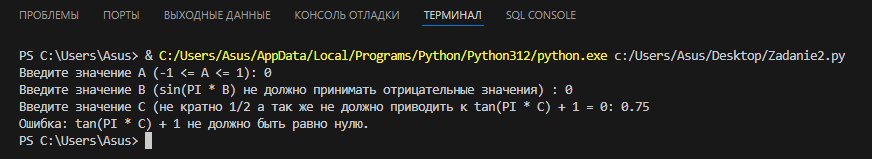 ПРОБЛЕМЫ ПОРТЫ ВЫХОДНЫЕ ДАННЫЕ КОНСОЛЬ ОТЛАДКИ ТЕРМИНАЛ SQL CONSOLE
PS C:\Users\Asus> & C:/Users/Asus/AppData/Local/Programs/Python/Python312/python.exe c:/Users/Asus/Desktop/Zadanie2.py
Введите значение A (-1 <= A <= 1): 0
Введите значение B (sin(PI * B) не должно принимать отрицательные значения) : 0
Введите значение C (не кратно 1/2 а так же не должно приводить к tan(PI * C) + 1 = 0: 0.75
Ошибка: tan(PI * C) + 1 не должно быть равно нулю.
PS C:\Users\Asus>